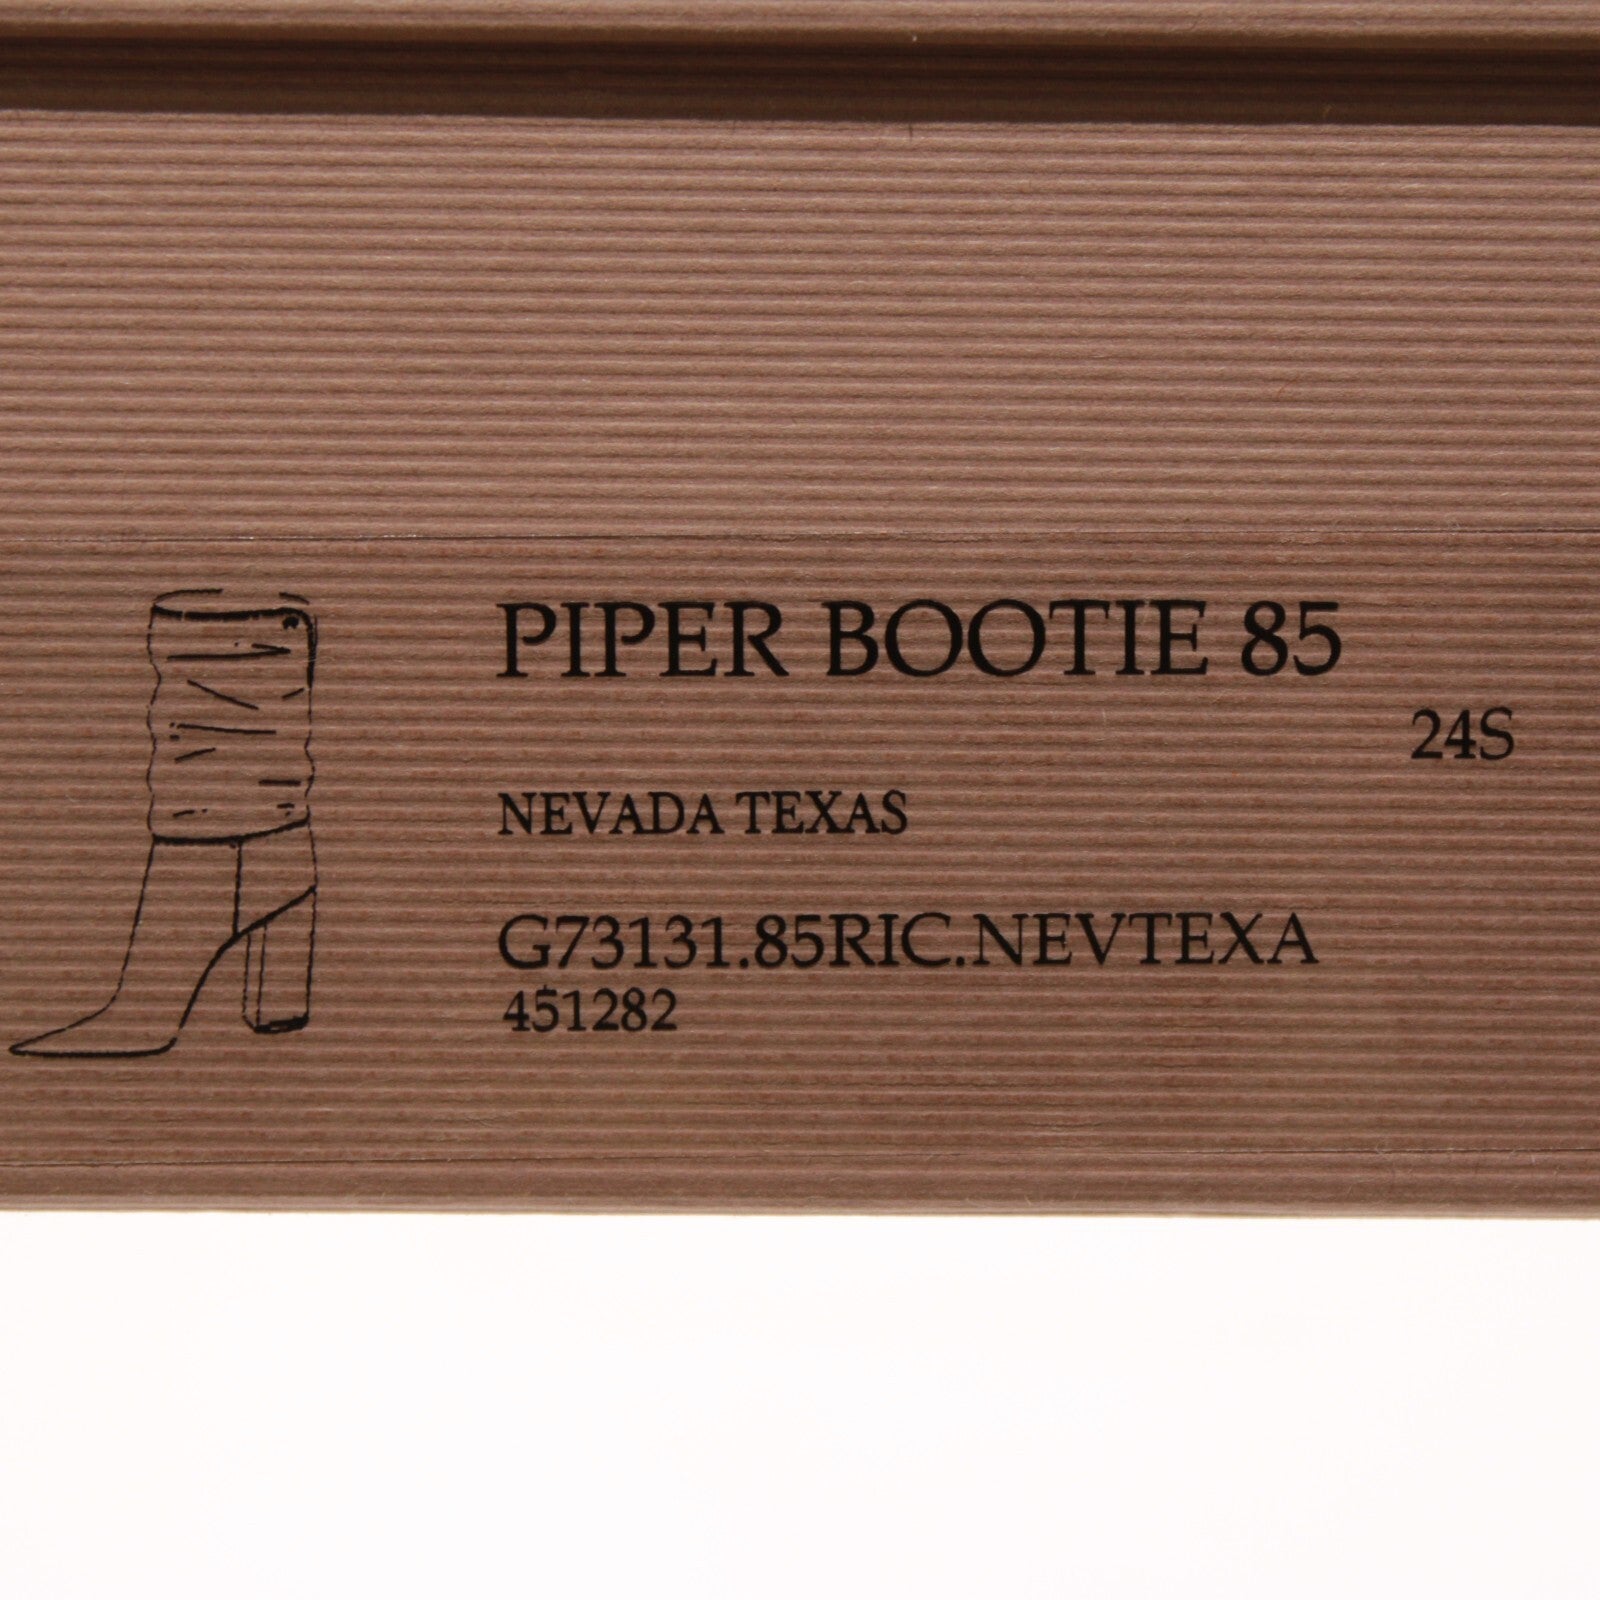 PIPER BOOTIE 85
24S
NEVADA TEXAS
G73131.85RIC.NEVTEXA
451282